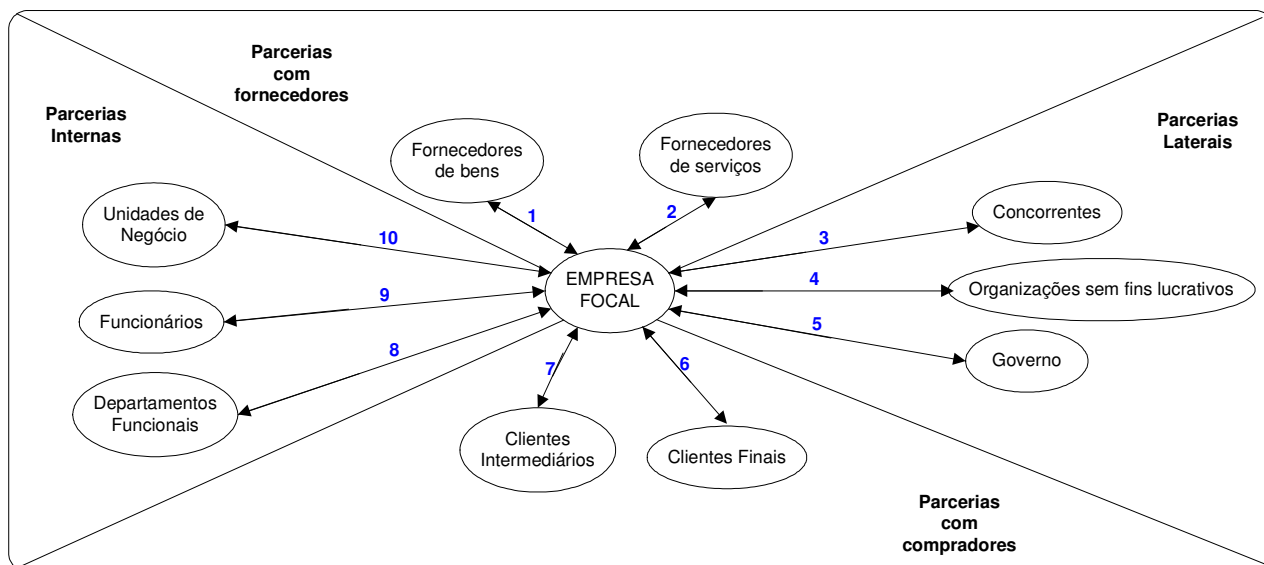 Parcerias
com
fornecedores
Parcerias
Internas
Parcerias
Laterais
Fornecedores
de bens
Fornecedores
de serviços
Unidades de
Negócio
Concorrentes
1
2
3
10
EMPRESA
FOCAL
4
Organizações sem fins lucrativos
9
Funcionários
5
Governo
8
7
6
Departamentos
Funcionais
Clientes
Intermediários
Clientes Finais
Parcerias
com
compradores